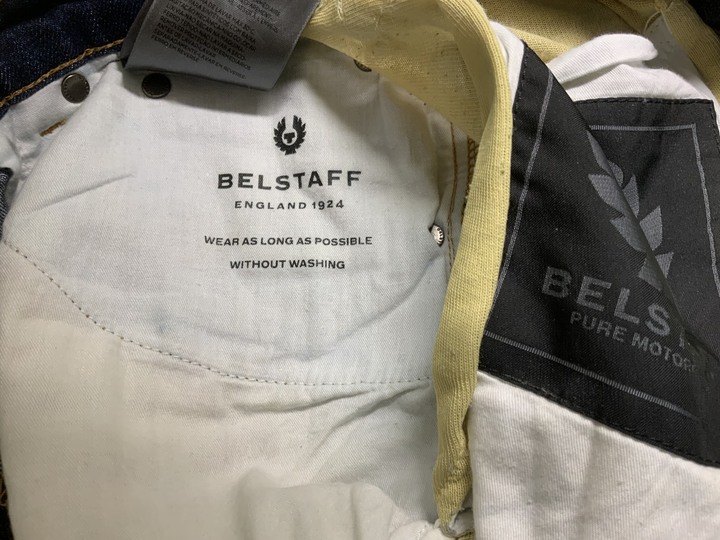 BELSTAFF
ENGLAND 1924
WEAR AS LONG AS POSSIBLE
WITHOUT WASHING
BELS
PURE MOTOR